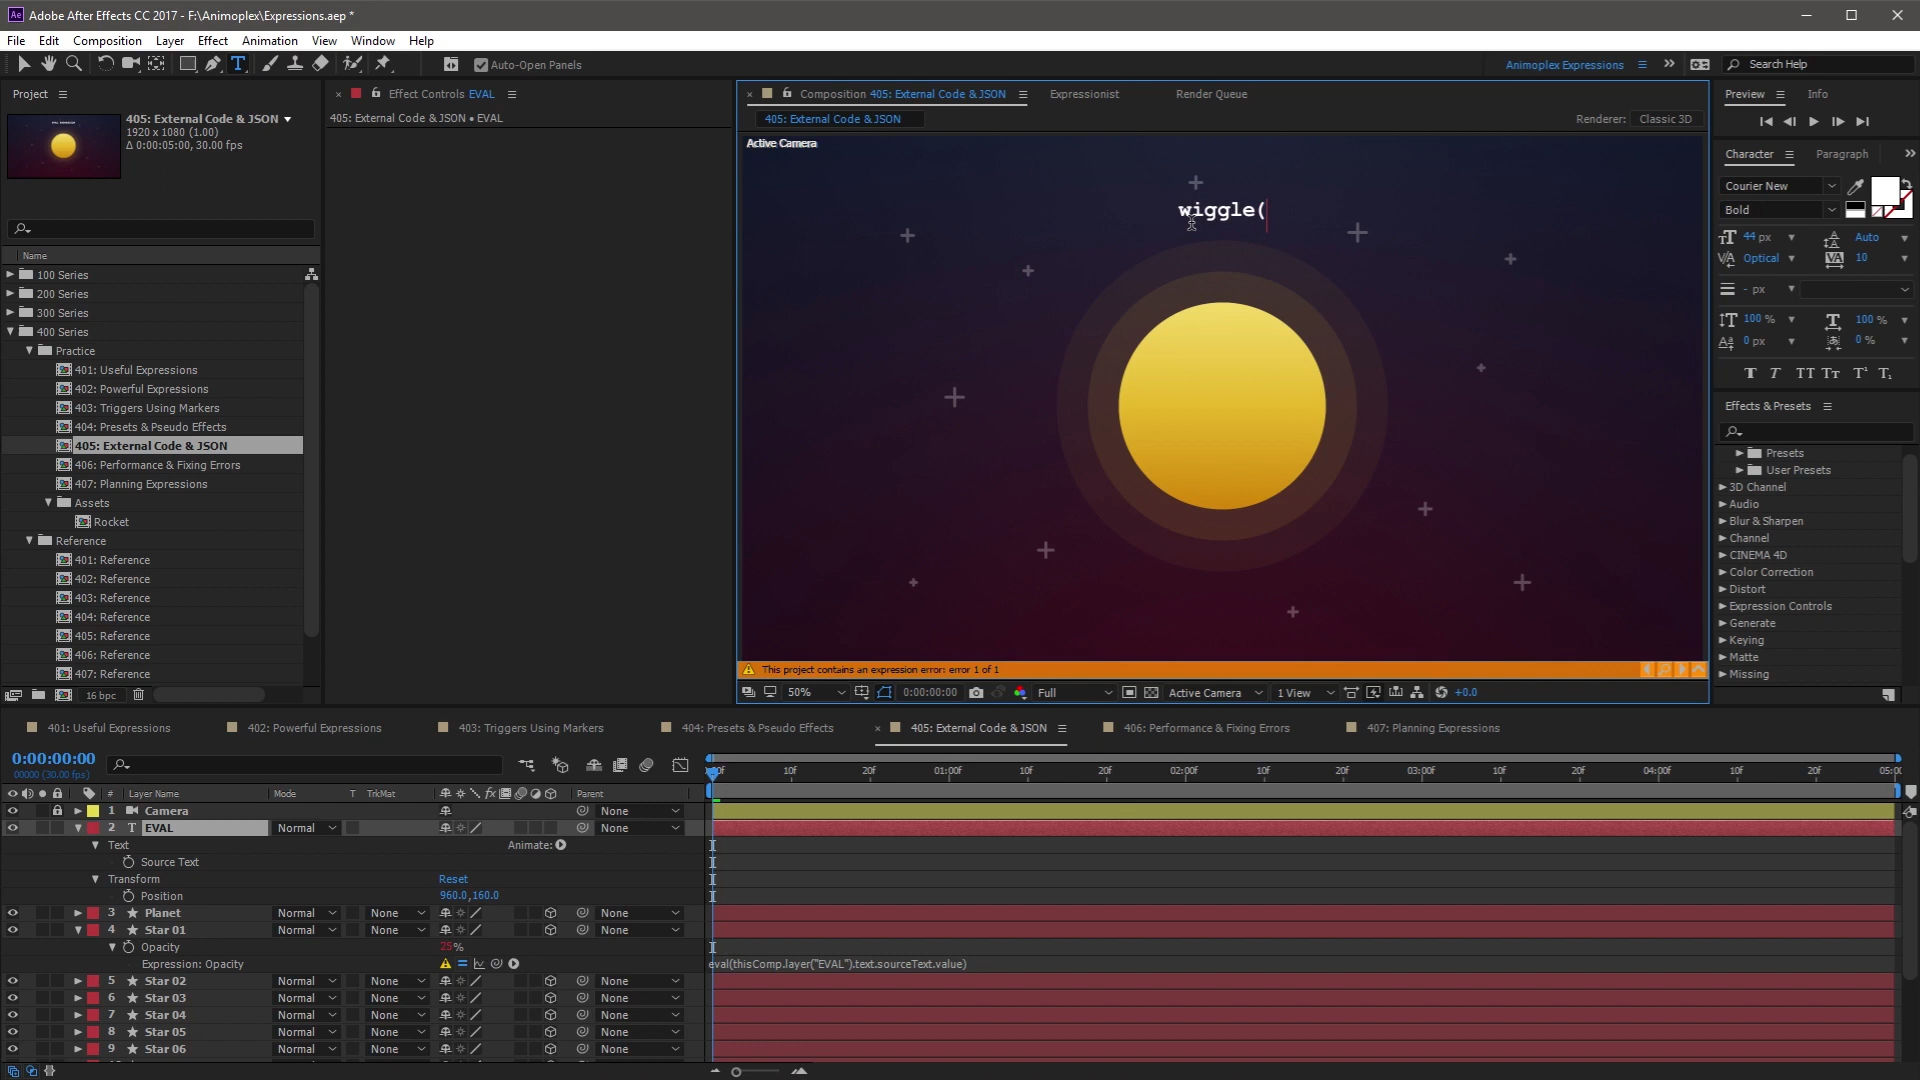 Ae Adobe After Effects CC 2017 - F:\Animoplex\Expressions.aep *
File Edit Composition Layer Effect Animation View Window Help
Auto-Open Panels
Animoplex Expressions
Search Help
Project
405: External Code & JSON
1920 x 1080 (1.00)
Δ 0:00:05:00, 30.00 fps
Name
100 Series
200 Series
300 Series
400 Series
Practice
401: Useful Expressions
402: Powerful Expressions
403: Triggers Using Markers
404: Presets & Pseudo Effects
405: External Code & JSON
406: Performance & Fixing Errors
407: Planning Expressions
Assets
Rocket
Reference
401: Reference
402: Reference
403: Reference
404: Reference
405: Reference
406: Reference
407: Reference
16 bpc
Effect Controls EVAL
405: External Code & JSON • EVAL
Composition 405: External Code & JSON
Expressionist
Render Queue
405: External Code & JSON
Renderer: Classic 3D
Active Camera
wiggle(
This project contains an expression error: error 1 of 1
50% 0:00:00:00 Full Active Camera 1 View +0.0
Preview Info
Character Paragraph
Courier New
Bold
44 px Auto
Optical 10
- px
100 % 100 %
0 px 0 %
T T TT Tт T¹ T₁
Effects & Presets
Presets
User Presets
3D Channel
Audio
Blur & Sharpen
Channel
CINEMA 4D
Color Correction
Distort
Expression Controls
Generate
Keying
Matte
Missing
401: Useful Expressions 402: Powerful Expressions 403: Triggers Using Markers 404: Presets & Pseudo Effects 405: External Code & JSON 406: Performance & Fixing Errors 407: Planning Expressions
0:00:00:00
00000 (30.00 fps)
10f 20f 01:00f 10f 20f 02:00f 10f 20f 03:00f 10f 20f 04:00f 10f 20f
# Layer Name Mode T TrkMat Parent
1 Camera None
2 T EVAL Normal None
Text Animate:
Source Text
Transform Reset
Position 960.0,160.0
3 Planet Normal None None
4 Star 01 Normal None None
Opacity 25%
Expression: Opacity eval(thisComp.layer("EVAL").text.sourceText.value)
5 Star 02 Normal None None
6 Star 03 Normal None None
7 Star 04 Normal None None
8 Star 05 Normal None None
9 Star 06 Normal None None